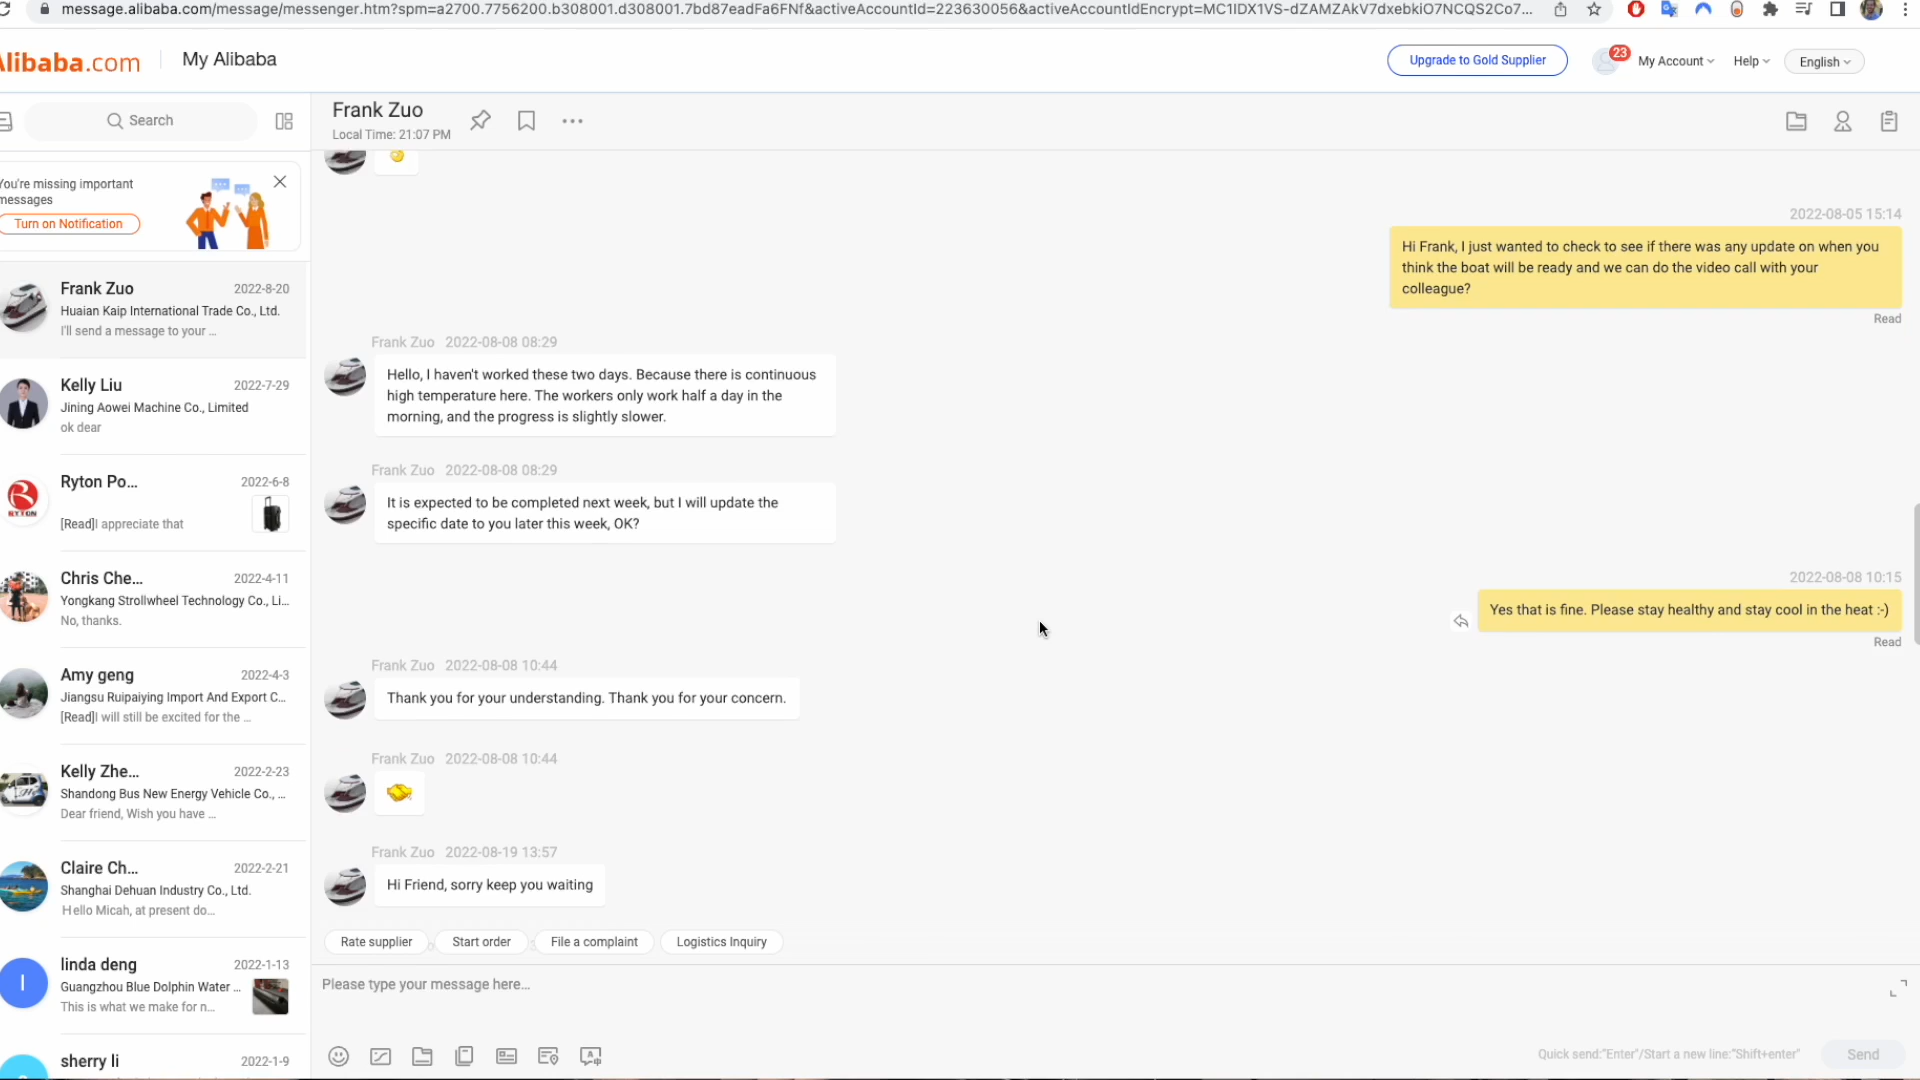 message.alibaba.com/message/messenger.htm?spm=a2700.7756200.b308001.d308001.7bd87eadFa6FNf&activeAccountId=223630056&activeAccountIdEncrypt=MC1IDX1VS-dZAMZAkV7dxebkiO7NCQS2Co7...
Alibaba.com
My Alibaba
Upgrade to Gold Supplier
23
My Account
Help
English
Search
You're missing important
messages
Turn on Notification
Frank Zuo
2022-8-20
Huaian Kaip International Trade Co., Ltd.
I'll send a message to your ...
Kelly Liu
2022-7-29
Jining Aowei Machine Co., Limited
ok dear
Ryton Po...
2022-6-8
[Read]I appreciate that
RYTON
Chris Che...
2022-4-11
Yongkang Strollwheel Technology Co., Li...
No, thanks.
Amy geng
2022-4-3
Jiangsu Ruipaiying Import And Export C...
[Read]I will still be excited for the ...
Kelly Zhe...
2022-2-23
Shandong Bus New Energy Vehicle Co., ...
Dear friend, Wish you have ...
Claire Ch...
2022-2-21
Shanghai Dehuan Industry Co., Ltd.
Hello Micah, at present do...
l
linda deng
2022-1-13
Guangzhou Blue Dolphin Water ...
This is what we make for n...
sherry li
2022-1-9
Frank Zuo
Local Time: 21:07 PM
2022-08-05 15:14
Hi Frank, I just wanted to check to see if there was any update on when you
think the boat will be ready and we can do the video call with your
colleague?
Read
Frank Zuo 2022-08-08 08:29
Hello, I haven't worked these two days. Because there is continuous
high temperature here. The workers only work half a day in the
morning, and the progress is slightly slower.
Frank Zuo 2022-08-08 08:29
It is expected to be completed next week, but I will update the
specific date to you later this week, OK?
2022-08-08 10:15
Yes that is fine. Please stay healthy and stay cool in the heat :-)
Read
Frank Zuo 2022-08-08 10:44
Thank you for your understanding. Thank you for your concern.
Frank Zuo 2022-08-08 10:44
Frank Zuo 2022-08-19 13:57
Hi Friend, sorry keep you waiting
Rate supplier
Start order
File a complaint
Logistics Inquiry
Please type your message here...
Quick send:"Enter"/Start a new line:"Shift+enter"
Send